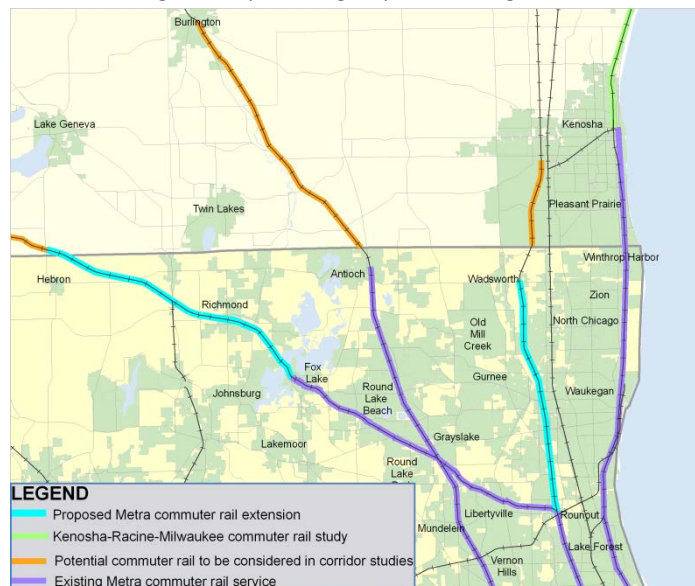 Burlington
Lake Geneva
Kenosha
Pleasant Prairie
Twin Lakes
Winthrop Harbor
Hebron
Antioch
Wadsworth
Zion
Richmond
Old
Mill
Creek
North Chicago
Gurnee
Fox
Lake
Johnsburg
Round
Lake
Beach
Waukegan
Lakemoor
Grayslake
Round
Lake
LEGEND
Proposed Metra commuter rail extension
Kenosha-Racine-Milwaukee commuter rail study
Potential commuter rail to be considered in corridor studies
Existing Metra commuter rail service
Libertyville
Rounout
Mundelein
Lake Forest
Vernon
Hills